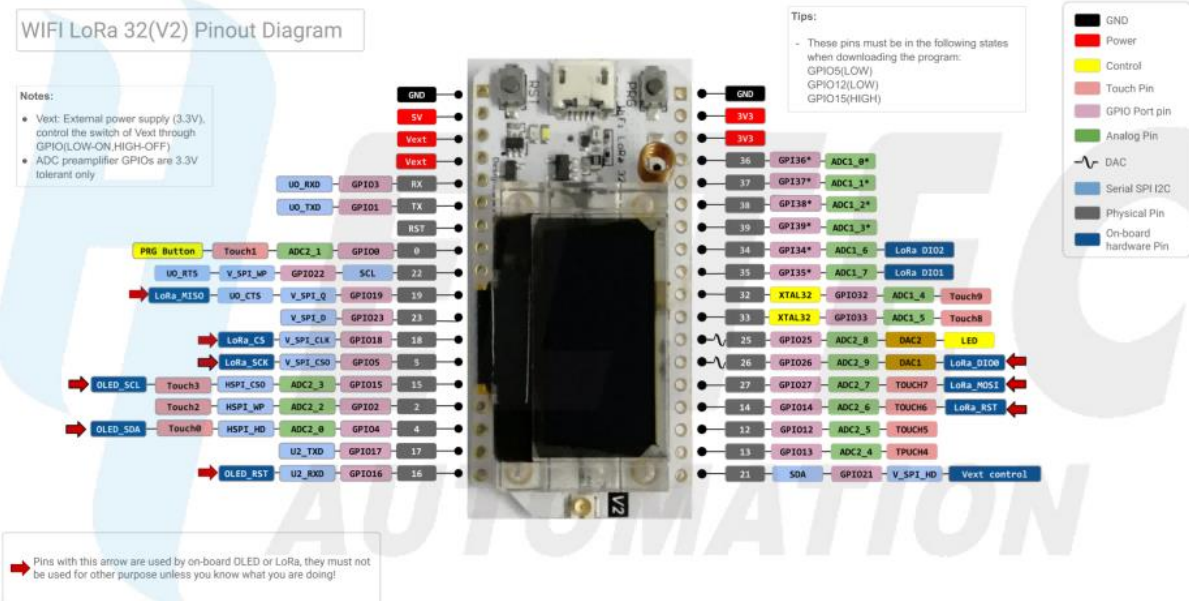 WIFI LoRa 32(V2) Pinout Diagram
Notes:
• Vext: External power supply (3.3V),
control the switch of Vext through
GPIO(LOW-ON,HIGH-OFF)
• ADC preamplifier GPIOs are 3.3V
tolerant only
Tips:
- These pins must be in the following states
when downloading the program:
GPIO5(LOW)
GPIO12(LOW)
GPIO15(HIGH)
GND
Power
Control
Touch Pin
GPIO Port pin
Analog Pin
DAC
Serial SPI I2C
Physical Pin
On-board
hardware Pin
GND
5V
Vext
Vext
UO_RXD GPIO3 RX
UO_TXD GPIO1 TX
RST
PRG Button Touch1 ADC2_1 GPIO0 0
UO_RTS V_SPI_WP GPIO22 SCL 22
LoRa_MISO UO_CTS V_SPI_Q GPIO19 19
V_SPI_D GPIO23 23
LoRa_CS V_SPI_CLK GPIO18 18
LoRa_SCK V_SPI_CSO GPIO5 5
OLED_SCL Touch3 HSPI_CSO ADC2_3 GPIO15 15
Touch2 HSPI_WP ADC2_2 GPIO2 2
OLED_SDA Touch0 HSPI_HD ADC2_0 GPIO4 4
U2_TXD GPIO17 17
OLED_RST U2_RXD GPIO16 16
RST
PRG
WiFi LoRa 32
V2
GND
3V3
3V3
36 GPI36* ADC1_0*
37 GPI37* ADC1_1*
38 GPI38* ADC1_2*
39 GPI39* ADC1_3*
34 GPI34* ADC1_6 LoRa DIO2
35 GPI35* ADC1_7 LoRa DIO1
32 XTAL32 GPIO32 ADC1_4 Touch9
33 XTAL32 GPIO33 ADC1_5 Touch8
25 GPIO25 ADC2_8 DAC2 LED
26 GPIO26 ADC2_9 DAC1 LoRa_DIO0
27 GPIO27 ADC2_7 TOUCH7 LoRa_MOSI
14 GPIO14 ADC2_6 TOUCH6 LoRa_RST
12 GPIO12 ADC2_5 TOUCH5
13 GPIO13 ADC2_4 TPUCH4
21 SDA GPIO21 V_SPI_HD Vext control
AUTOMATION
Pins with this arrow are used by on-board OLED or LoRa, they must not
be used for other purpose unless you know what you are doing!